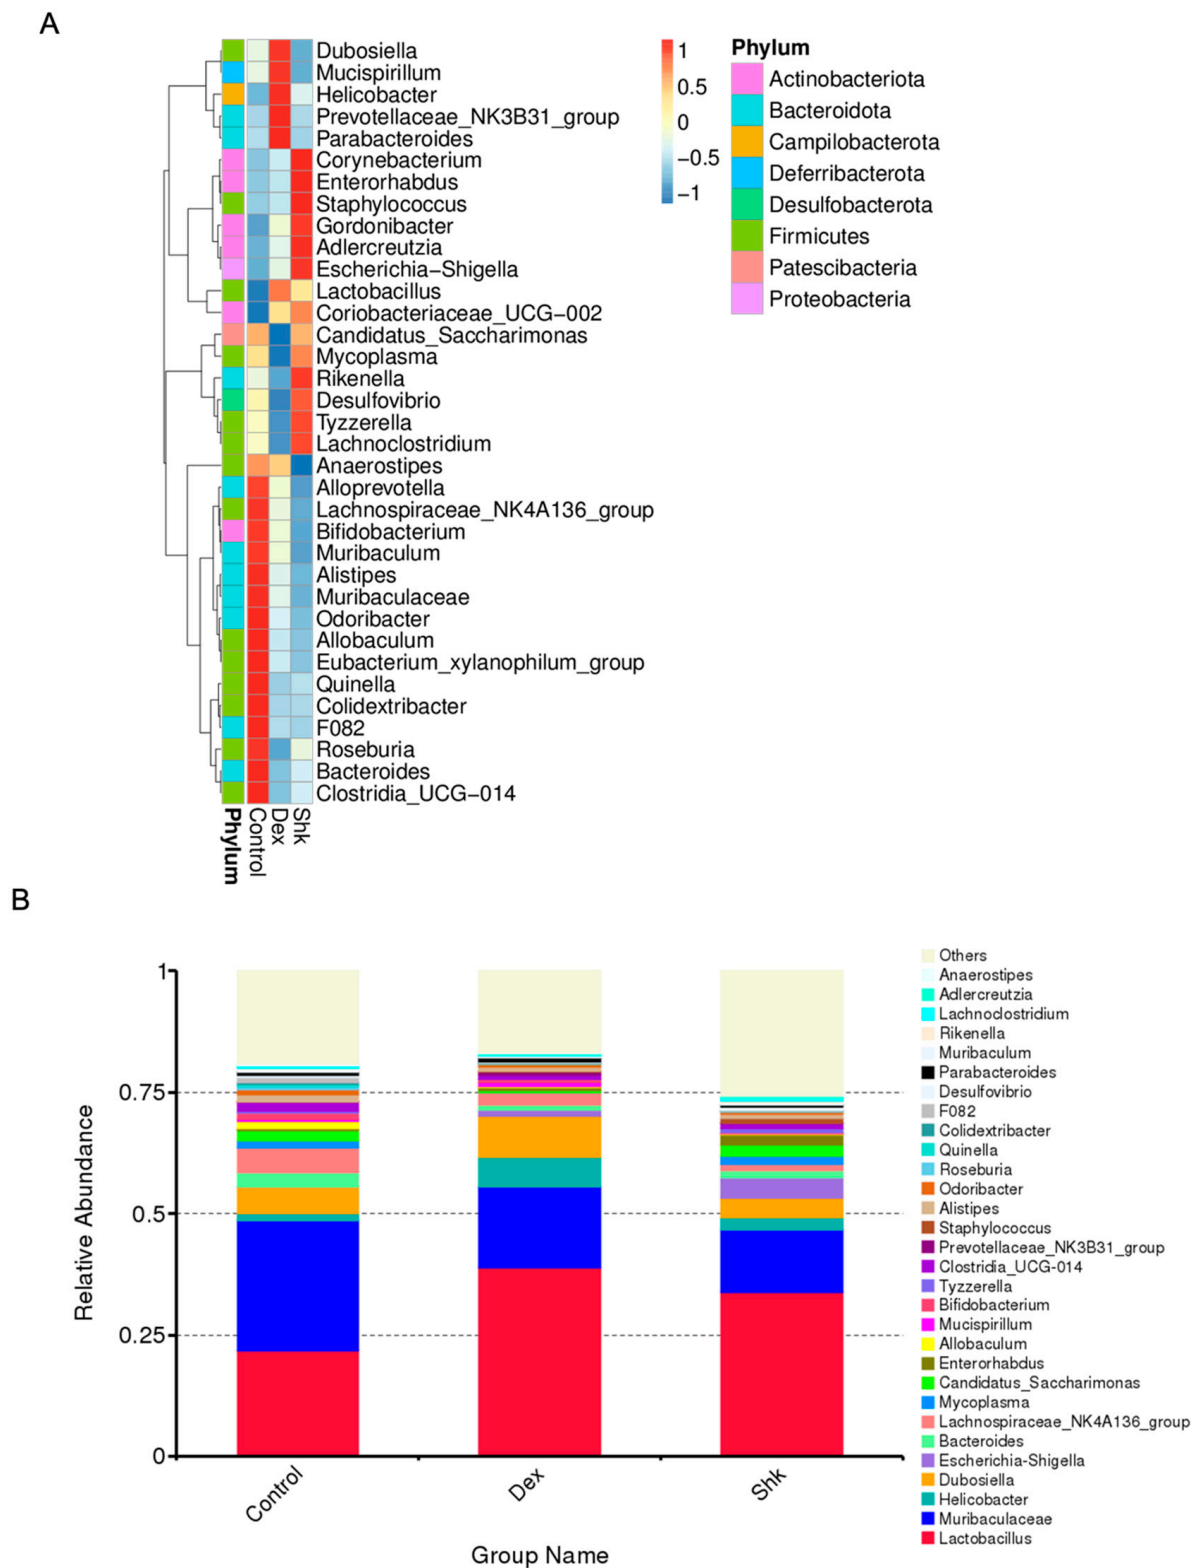 A
Dubosiella
Mucispirillum
Helicobacter
Prevotellaceae_NK3B31_group
Parabacteroides
Corynebacterium
Enterorhabdus
Staphylococcus
Gordonibacter
Adlercreutzia
Escherichia−Shigella
Lactobacillus
Coriobacteriaceae_UCG−002
Candidatus_Saccharimonas
Mycoplasma
Rikenella
Desulfovibrio
Tyzzerella
Lachnoclostridium
Anaerostipes
Alloprevotella
Lachnospiraceae_NK4A136_group
Bifidobacterium
Muribaculum
Alistipes
Muribaculaceae
Odoribacter
Allobaculum
Eubacterium_xylanophilum_group
Quinella
Colidextribacter
F082
Roseburia
Bacteroides
Clostridia_UCG−014
Phylum
Control
Dex
Shk
1
0.5
0
−0.5
−1
Phylum
Actinobacteriota
Bacteroidota
Campilobacterota
Deferribacterota
Desulfobacterota
Firmicutes
Patescibacteria
Proteobacteria
B
Relative Abundance
1
0.75
0.5
0.25
0
Control
Dex
Shk
Group Name
Others
Anaerostipes
Adlercreutzia
Lachnoclostridium
Rikenella
Muribaculum
Parabacteroides
Desulfovibrio
F082
Colidextribacter
Quinella
Roseburia
Odoribacter
Alistipes
Staphylococcus
Prevotellaceae_NK3B31_group
Clostridia_UCG-014
Tyzzerella
Bifidobacterium
Mucispirillum
Allobaculum
Enterorhabdus
Candidatus_Saccharimonas
Mycoplasma
Lachnospiraceae_NK4A136_group
Bacteroides
Escherichia-Shigella
Dubosiella
Helicobacter
Muribaculaceae
Lactobacillus